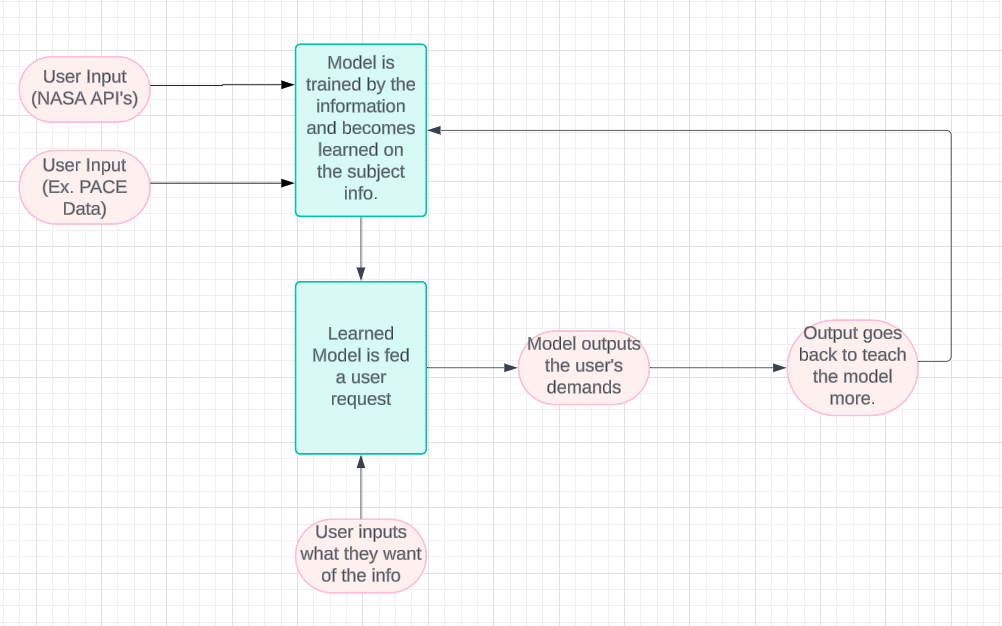 User Input
(NASA API's)
User Input
(Ex. PACE
Data)
Model is
trained by the
information
and becomes
learned on
the subject
info.
Learned
Model is fed
a user
request
Model outputs
the user's
demands
Output goes
back to teach
the model
more.
User inputs
what they want
of the info